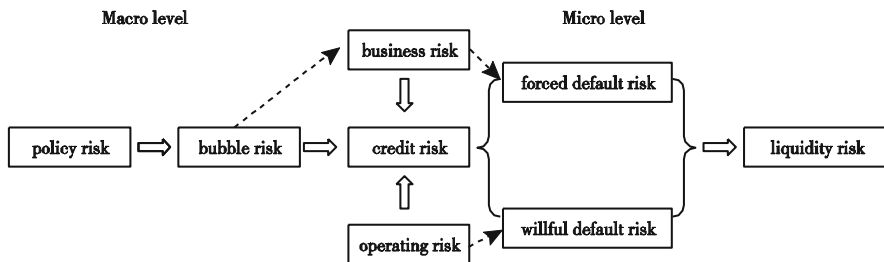 Macro level
Micro level
business risk
forced default risk
policy risk
bubble risk
credit risk
liquidity risk
willful default risk
operating risk